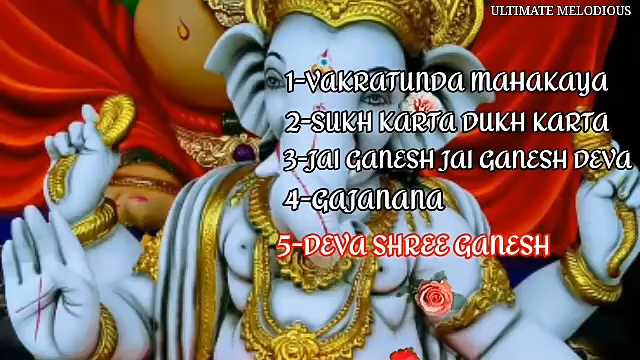 ULTIMATE MELODIOUS
1-VAKRATUNDA MAHAKAYA
2-SUKH KARTA DUKH KARTA
3-JAI GANESH JAI GANESH DEVA
4-GAJANANA
5-DEVA SHREE GANESH